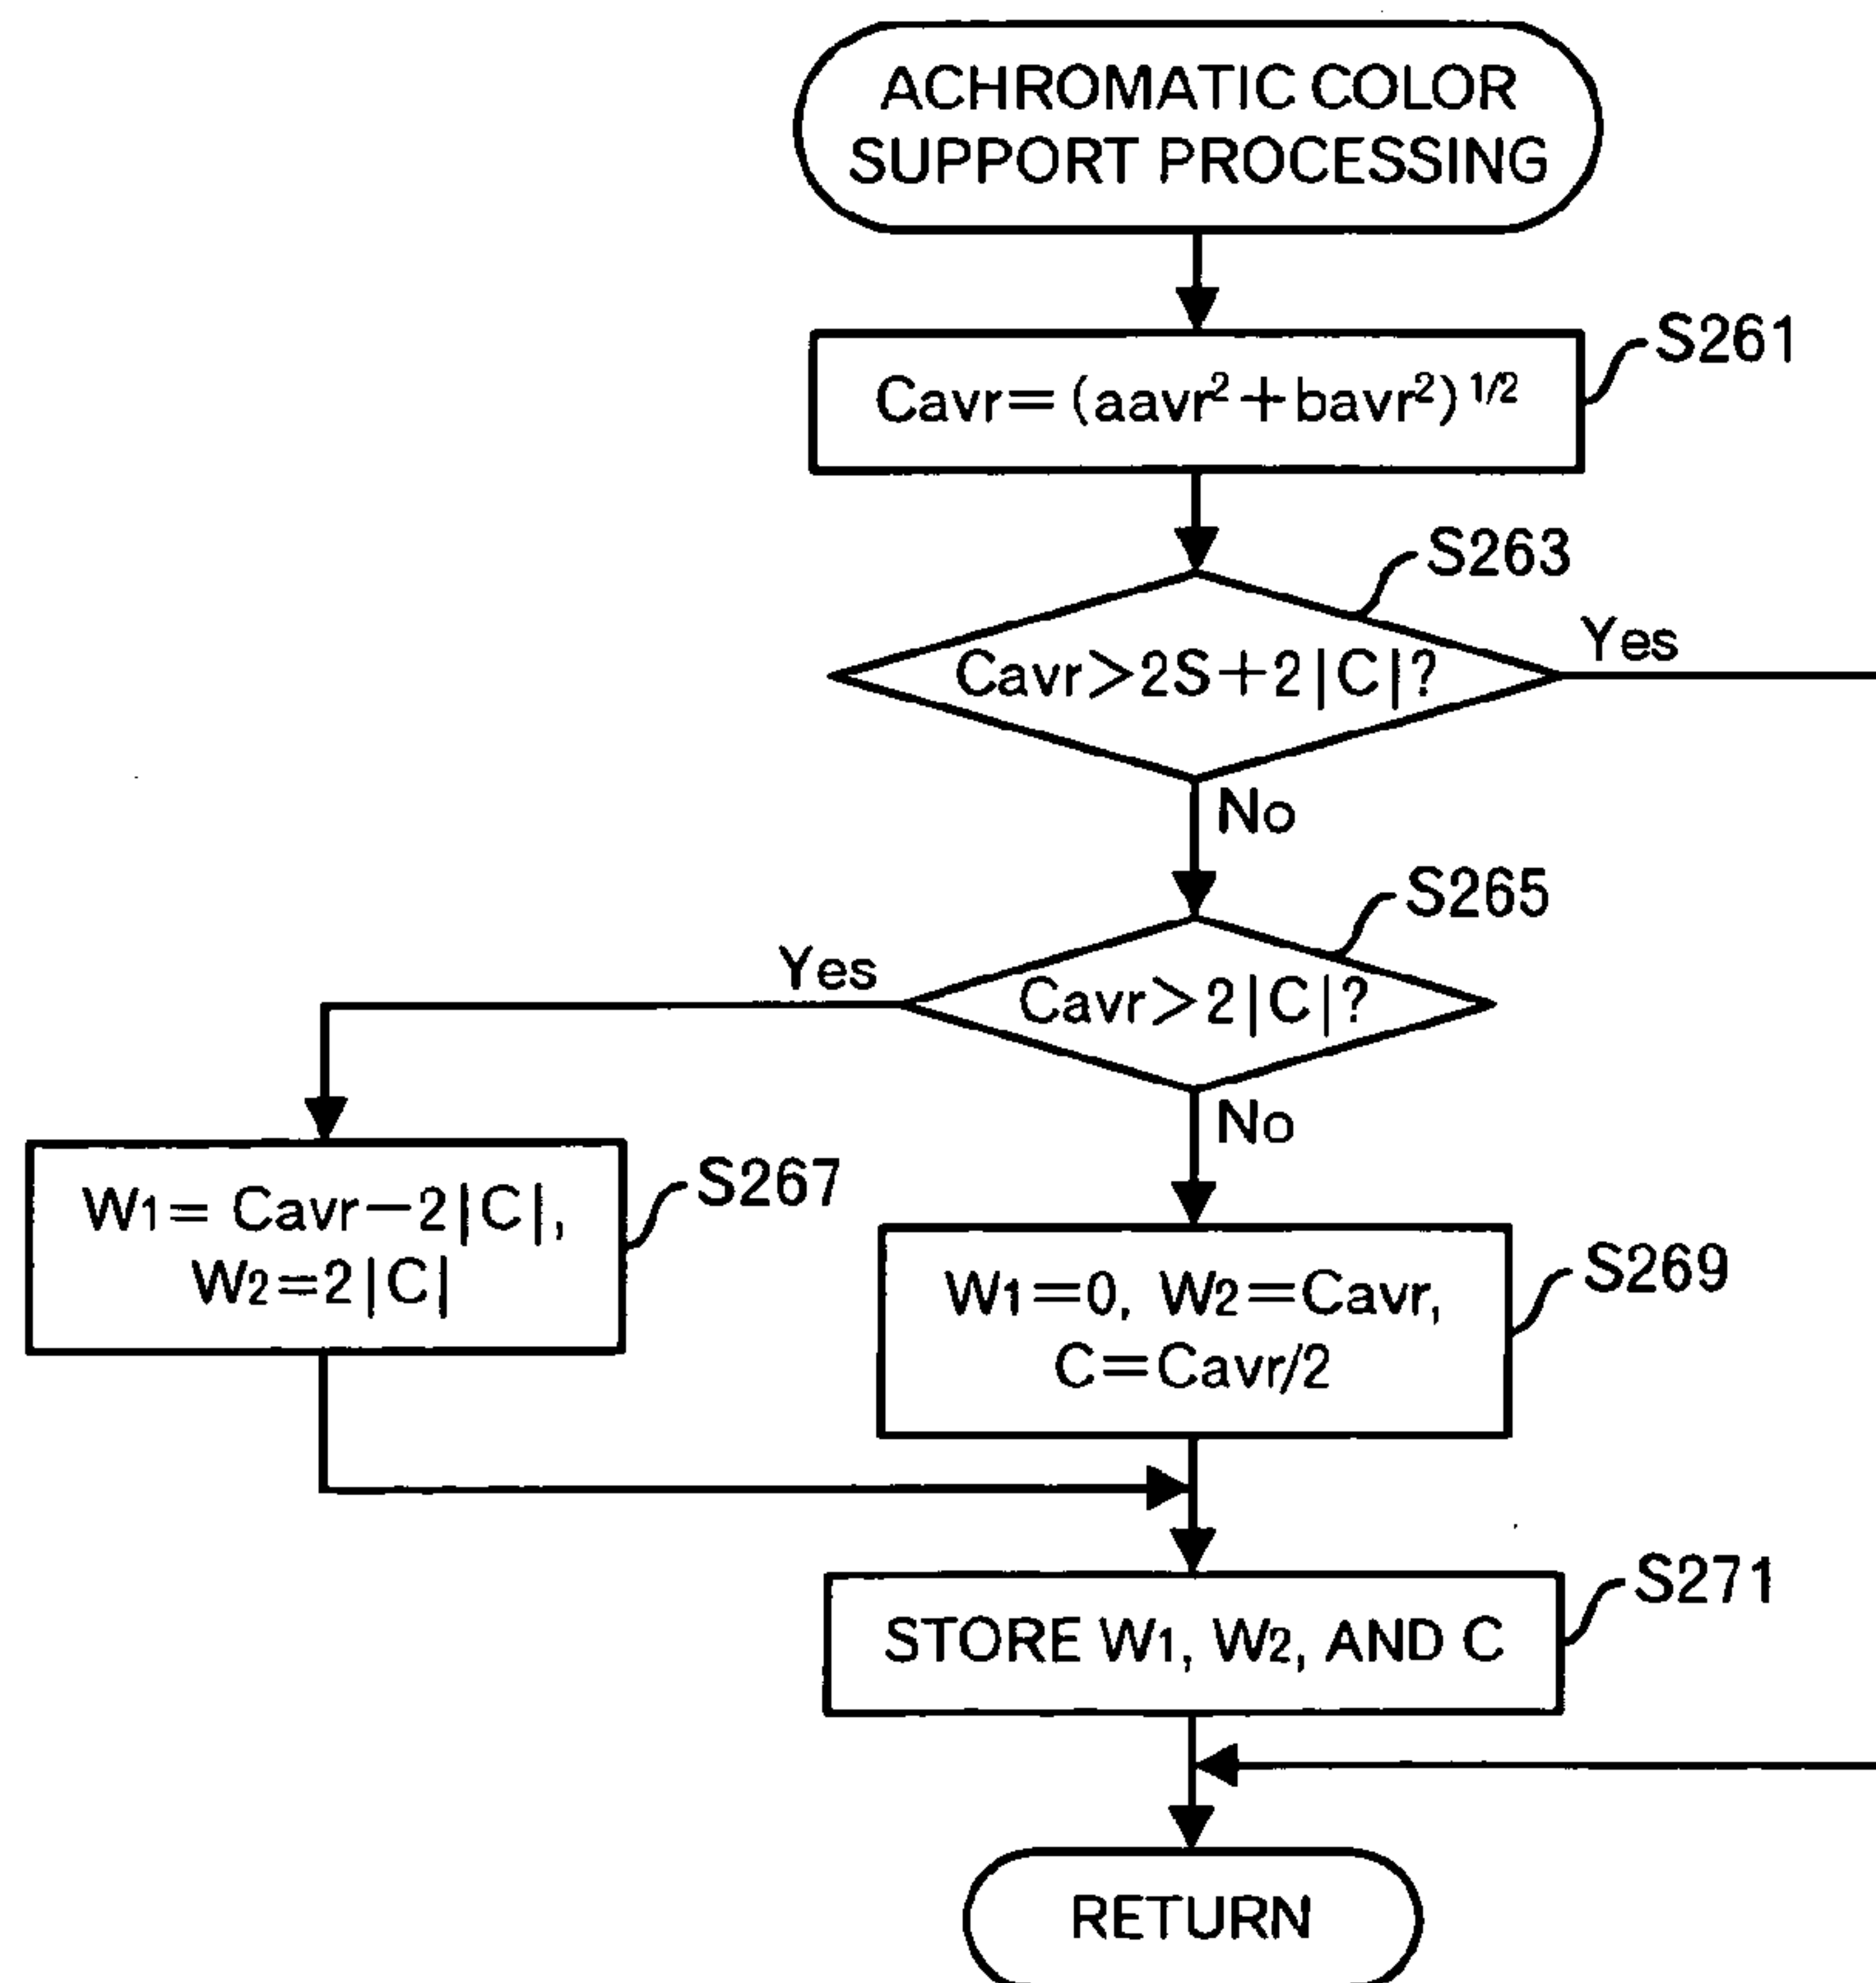 ACHROMATIC COLOR
SUPPORT PROCESSING
S261
Cavr=(aavr²+bavr²)¹/²
S263
Cavr>2S+2|C|?
Yes
No
S265
Cavr>2|C|?
Yes
No
S267
W1= Cavr−2|C|,
W2=2|C|
S269
W1=0, W2=Cavr,
C=Cavr/2
S271
STORE W1, W2, AND C
RETURN